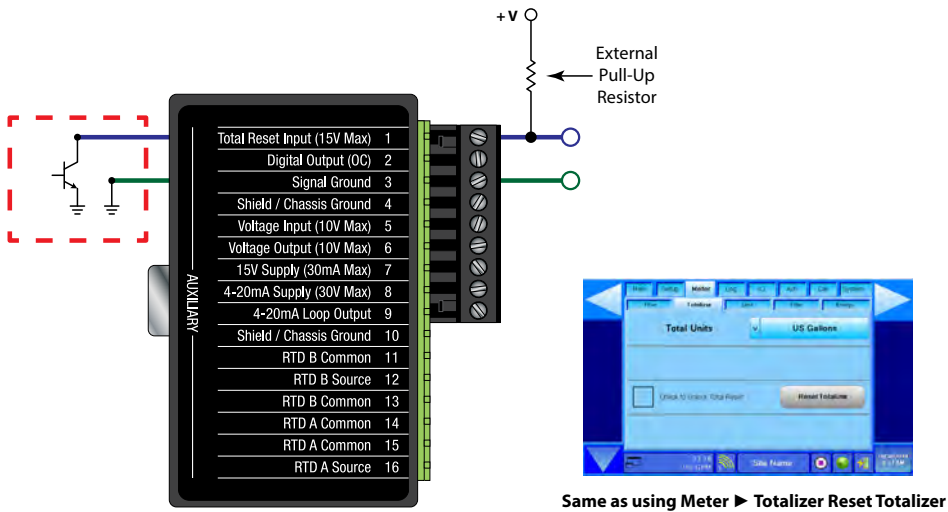 + V
External
Pull-Up
Resistor
Total Reset Input (15V Max) 1
Digital Output (OC) 2
Signal Ground 3
Shield / Chassis Ground 4
Voltage Input (10V Max) 5
Voltage Output (10V Max) 6
15V Supply (30mA Max) 7
4-20mA Supply (30V Max) 8
4-20mA Loop Output 9
Shield / Chassis Ground 10
RTD B Common 11
RTD B Source 12
RTD B Common 13
RTD A Common 14
RTD A Common 15
RTD A Source 16
AUXILIARY
Main Setup Meter Log System
Totalizer
Total Units
US Gallons
Total Reset
Reset Totalizer
Site Name
Same as using Meter ► Totalizer Reset Totalizer